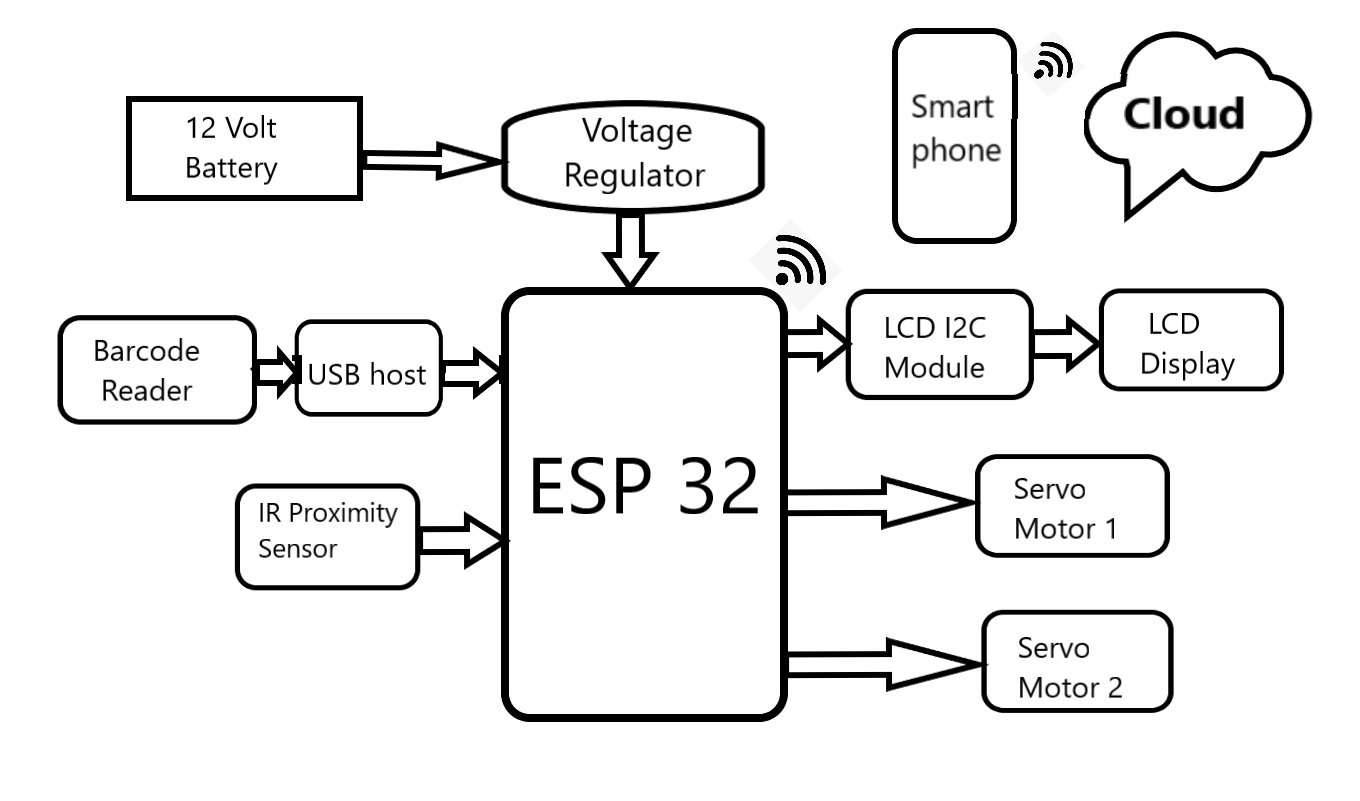 12 Volt
Battery
Voltage
Regulator
Smart
phone
Cloud
Barcode
Reader
USB host
LCD I2C
Module
LCD
Display
ESP 32
IR Proximity
Sensor
Servo
Motor 1
Servo
Motor 2